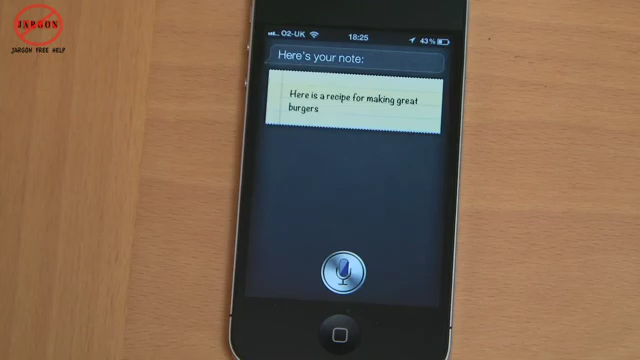 JARGON
JARGON FREE HELP
O2-UK
18:25
43%
Here's your note:
Here is a recipe for making great
burgers